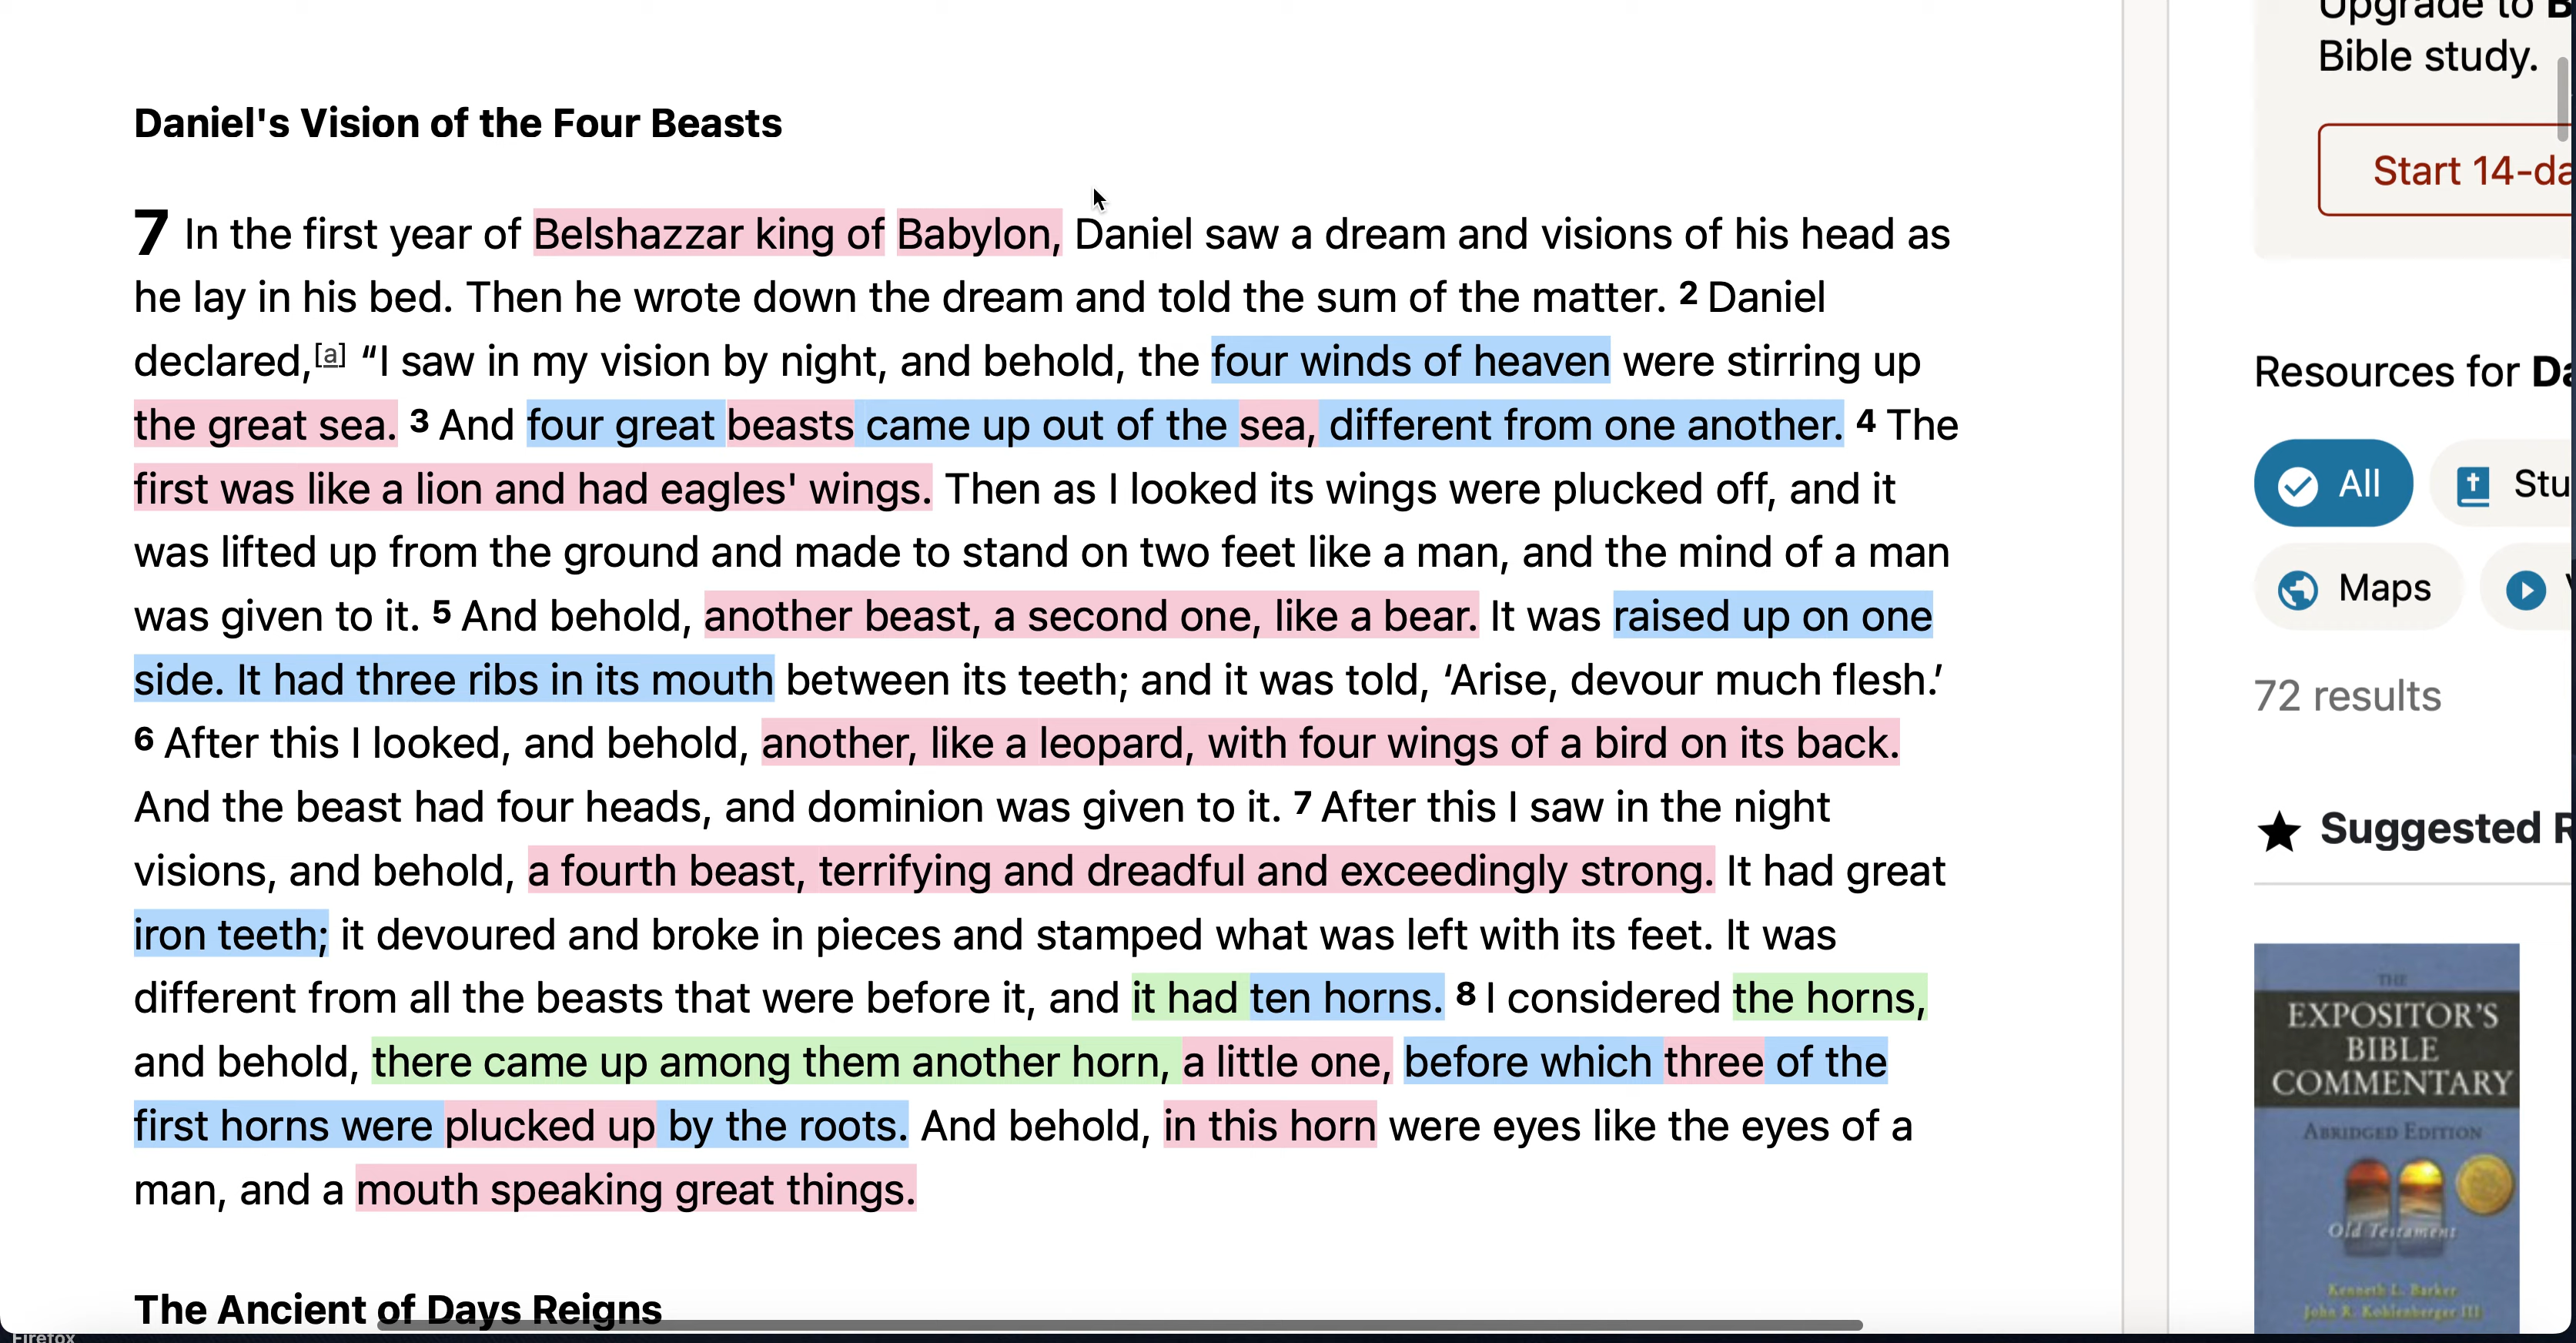 Daniel's Vision of the Four Beasts
7 In the first year of Belshazzar king of Babylon, Daniel saw a dream and visions of his head as
he lay in his bed. Then he wrote down the dream and told the sum of the matter. 2 Daniel
declared,[a] “I saw in my vision by night, and behold, the four winds of heaven were stirring up
the great sea. 3 And four great beasts came up out of the sea, different from one another. 4 The
first was like a lion and had eagles' wings. Then as I looked its wings were plucked off, and it
was lifted up from the ground and made to stand on two feet like a man, and the mind of a man
was given to it. 5 And behold, another beast, a second one, like a bear. It was raised up on one
side. It had three ribs in its mouth between its teeth; and it was told, ‘Arise, devour much flesh.’
6 After this I looked, and behold, another, like a leopard, with four wings of a bird on its back.
And the beast had four heads, and dominion was given to it. 7 After this I saw in the night
visions, and behold, a fourth beast, terrifying and dreadful and exceedingly strong. It had great
iron teeth; it devoured and broke in pieces and stamped what was left with its feet. It was
different from all the beasts that were before it, and it had ten horns. 8 I considered the horns,
and behold, there came up among them another horn, a little one, before which three of the
first horns were plucked up by the roots. And behold, in this horn were eyes like the eyes of a
man, and a mouth speaking great things.
The Ancient of Days Reigns
Upgrade to B
Bible study.
Start 14-da
Resources for Da
All
Stu
Maps
72 results
Suggested R
THE
EXPOSITOR'S
BIBLE
COMMENTARY
ABRIDGED EDITION
Old Testament
Kenneth L. Barker
John R. Kohlenberger III
Firefox